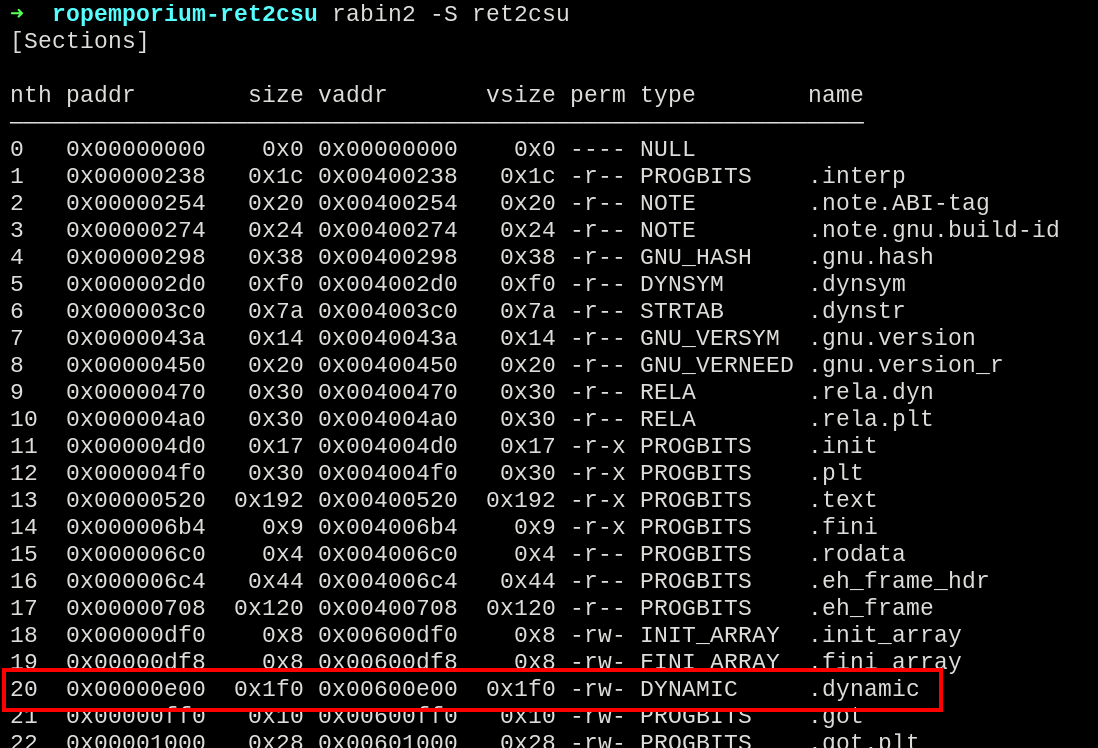 → ropemporium-ret2csu rabin2 -S ret2csu
[Sections]
nth paddr size vaddr vsize perm type name
0 0x00000000 0x0 0x00000000 0x0 ---- NULL
1 0x00000238 0x1c 0x00400238 0x1c -r-- PROGBITS .interp
2 0x00000254 0x20 0x00400254 0x20 -r-- NOTE .note.ABI-tag
3 0x00000274 0x24 0x00400274 0x24 -r-- NOTE .note.gnu.build-id
4 0x00000298 0x38 0x00400298 0x38 -r-- GNU_HASH .gnu.hash
5 0x000002d0 0xf0 0x004002d0 0xf0 -r-- DYNSYM .dynsym
6 0x000003c0 0x7a 0x004003c0 0x7a -r-- STRTAB .dynstr
7 0x0000043a 0x14 0x0040043a 0x14 -r-- GNU_VERSYM .gnu.version
8 0x00000450 0x20 0x00400450 0x20 -r-- GNU_VERNEED .gnu.version_r
9 0x00000470 0x30 0x00400470 0x30 -r-- RELA .rela.dyn
10 0x000004a0 0x30 0x004004a0 0x30 -r-- RELA .rela.plt
11 0x000004d0 0x17 0x004004d0 0x17 -r-x PROGBITS .init
12 0x000004f0 0x30 0x004004f0 0x30 -r-x PROGBITS .plt
13 0x00000520 0x192 0x00400520 0x192 -r-x PROGBITS .text
14 0x000006b4 0x9 0x004006b4 0x9 -r-x PROGBITS .fini
15 0x000006c0 0x4 0x004006c0 0x4 -r-- PROGBITS .rodata
16 0x000006c4 0x44 0x004006c4 0x44 -r-- PROGBITS .eh_frame_hdr
17 0x00000708 0x120 0x00400708 0x120 -r-- PROGBITS .eh_frame
18 0x00000df0 0x8 0x00600df0 0x8 -rw- INIT_ARRAY .init_array
19 0x00000df8 0x8 0x00600df8 0x8 -rw- FINI_ARRAY .fini_array
20 0x00000e00 0x1f0 0x00600e00 0x1f0 -rw- DYNAMIC .dynamic
21 0x00000ff0 0x10 0x00600ff0 0x10 -rw- PROGBITS .got
22 0x00001000 0x28 0x00601000 0x28 -rw- PROGBITS .got.plt